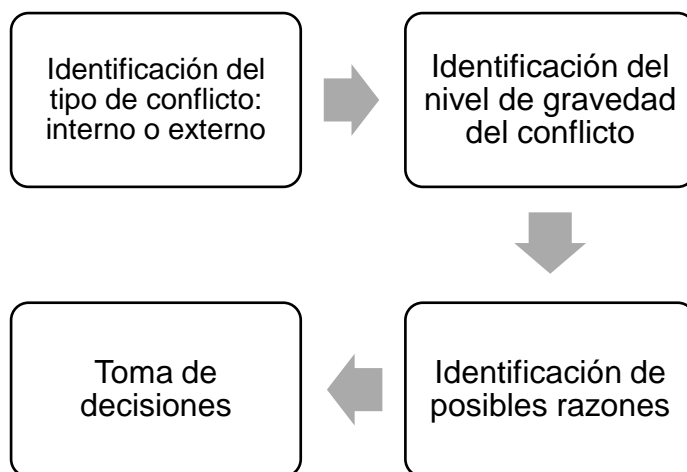 Identificación del
tipo de conflicto:
interno o externo
Identificación del
nivel de gravedad
del conflicto
Identificación de
posibles razones
Toma de
decisiones